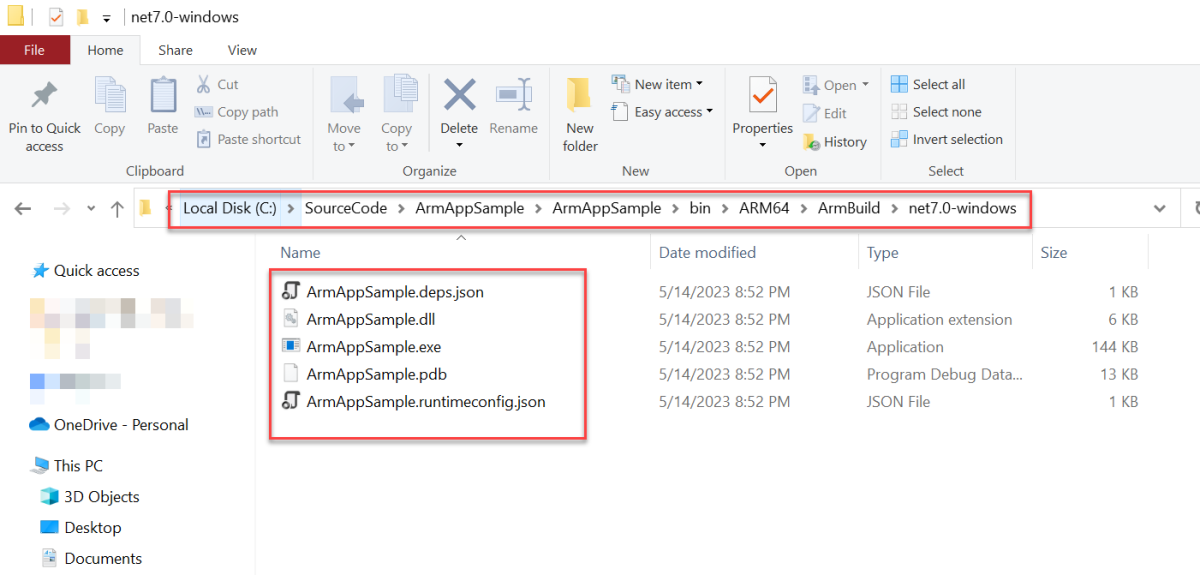 net7.0-windows
File Home Share View
Pin to Quick access
Copy
Paste
Cut
Copy path
Paste shortcut
Clipboard
Move to
Copy to
Delete
Rename
Organize
New folder
New item
Easy access
New
Properties
Open
Edit
History
Open
Select all
Select none
Invert selection
Select
Local Disk (C:) > SourceCode > ArmAppSample > ArmAppSample > bin > ARM64 > ArmBuild > net7.0-windows
Name Date modified Type Size
ArmAppSample.deps.json 5/14/2023 8:52 PM JSON File 1 KB
ArmAppSample.dll 5/14/2023 8:52 PM Application extension 6 KB
ArmAppSample.exe 5/14/2023 8:52 PM Application 144 KB
ArmAppSample.pdb 5/14/2023 8:52 PM Program Debug Data... 13 KB
ArmAppSample.runtimeconfig.json 5/14/2023 8:52 PM JSON File 1 KB
Quick access
OneDrive - Personal
This PC
3D Objects
Desktop
Documents